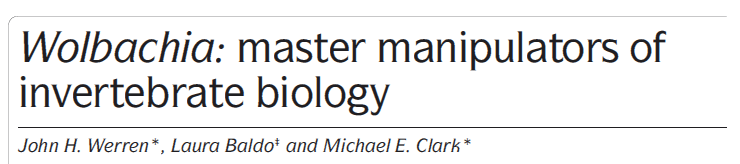 Wolbachia: master manipulators of
invertebrate biology
John H. Werren*, Laura Baldo‡ and Michael E. Clark*